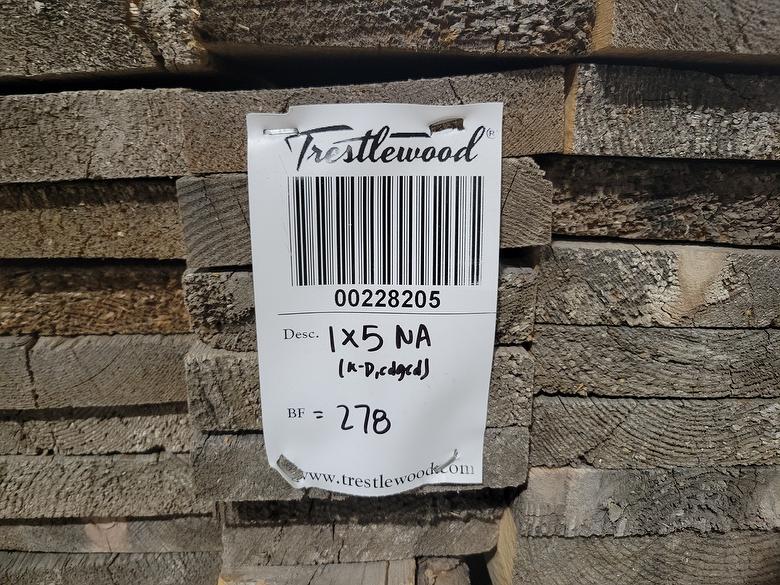 Trestlewood®
00228205
Desc. 1x5 NA
(K-D, edged)
BF = 278
www.trestlewood.com